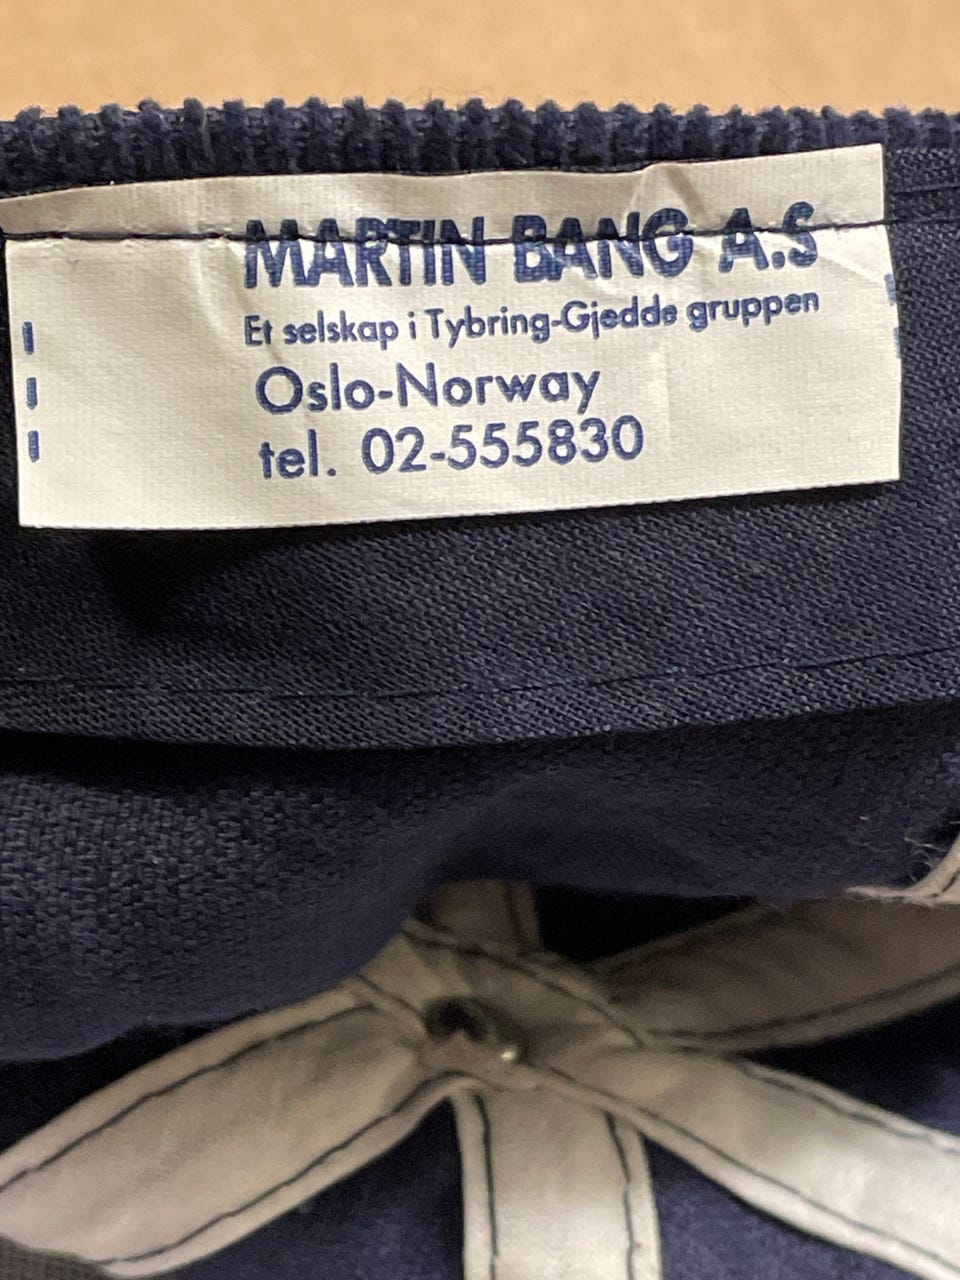 MARTIN BANG A.S
Et selskap i Tybring-Gjedde gruppen
Oslo-Norway
tel. 02-555830